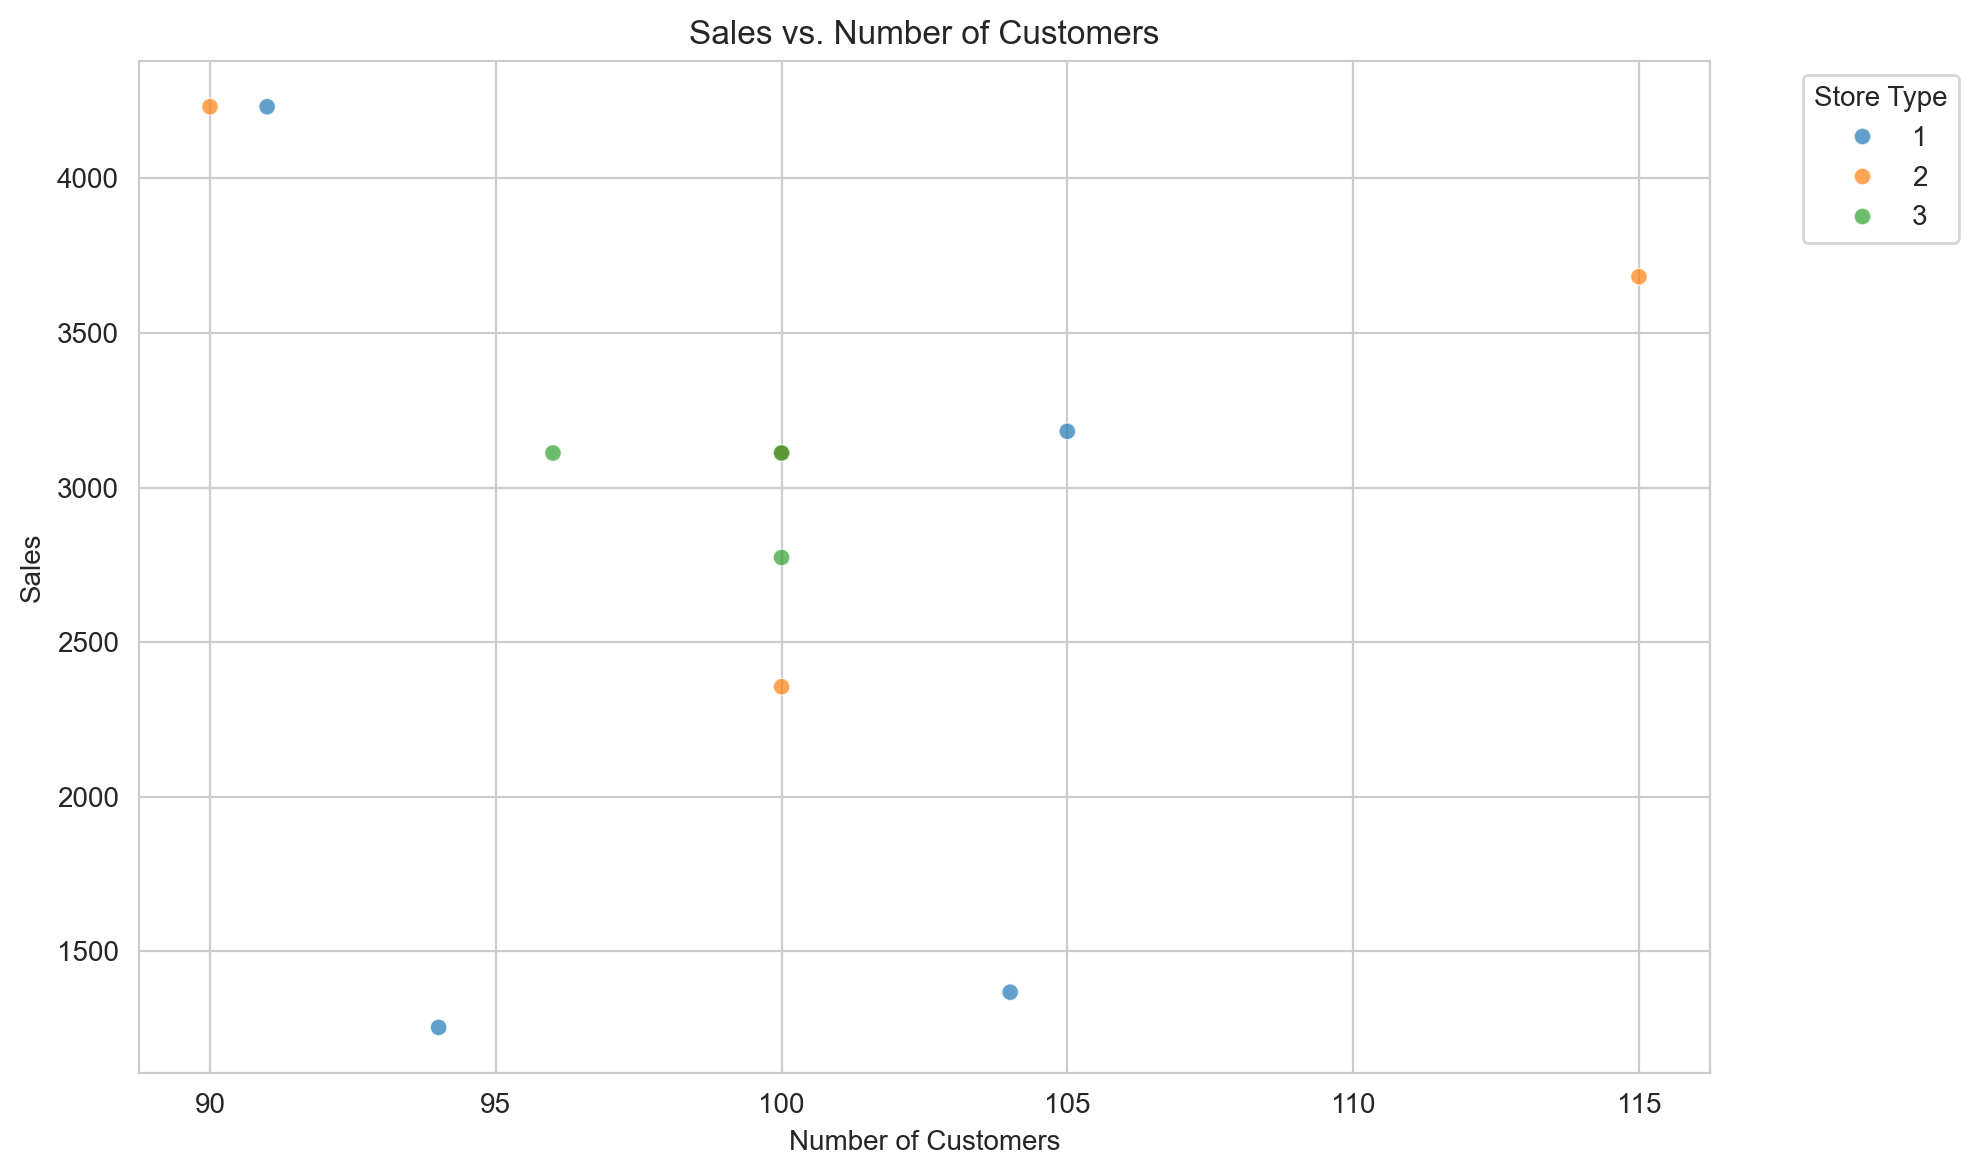 Sales vs. Number of Customers
Store Type
1
2
3
4000
3500
3000
2500
2000
1500
Sales
90 95 100 105 110 115
Number of Customers